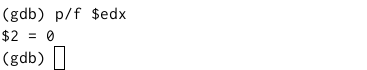 (gdb) p/f $edx
$2 = 0
(gdb)